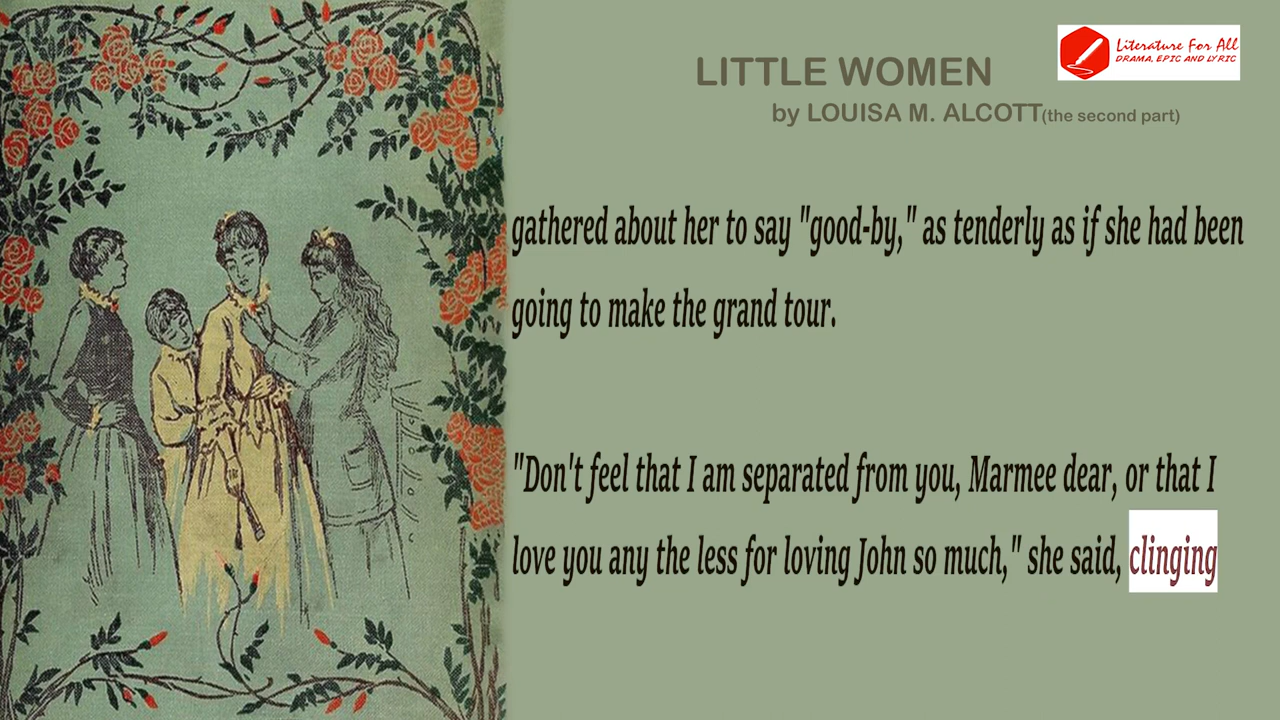 LITTLE WOMEN
by LOUISA M. ALCOTT(the second part)
Literature For All
DRAMA, EPIC AND LYRIC
gathered about her to say "good-by," as tenderly as if she had been
going to make the grand tour.
"Don't feel that I am separated from you, Marmee dear, or that I
love you any the less for loving John so much," she said, clinging